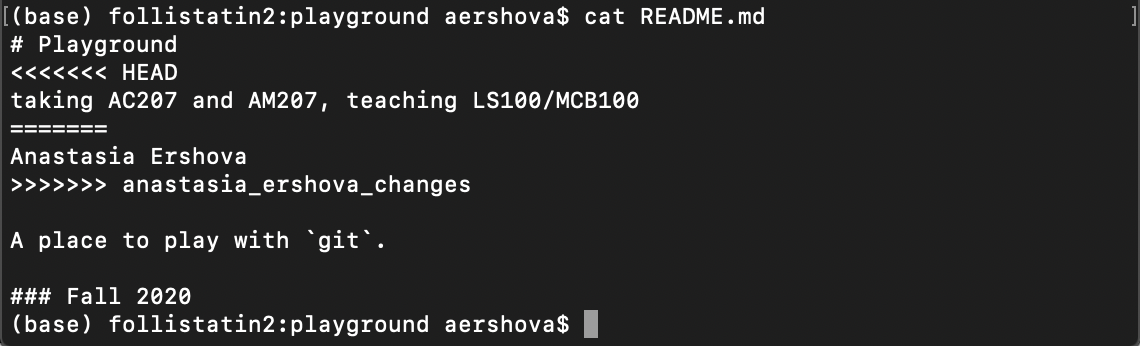 [(base) follistatin2:playground aershova$ cat README.md ]
# Playground
<<<<<<< HEAD
taking AC207 and AM207, teaching LS100/MCB100
=======
Anastasia Ershova
>>>>>>> anastasia_ershova_changes
A place to play with `git`.
### Fall 2020
(base) follistatin2:playground aershova$